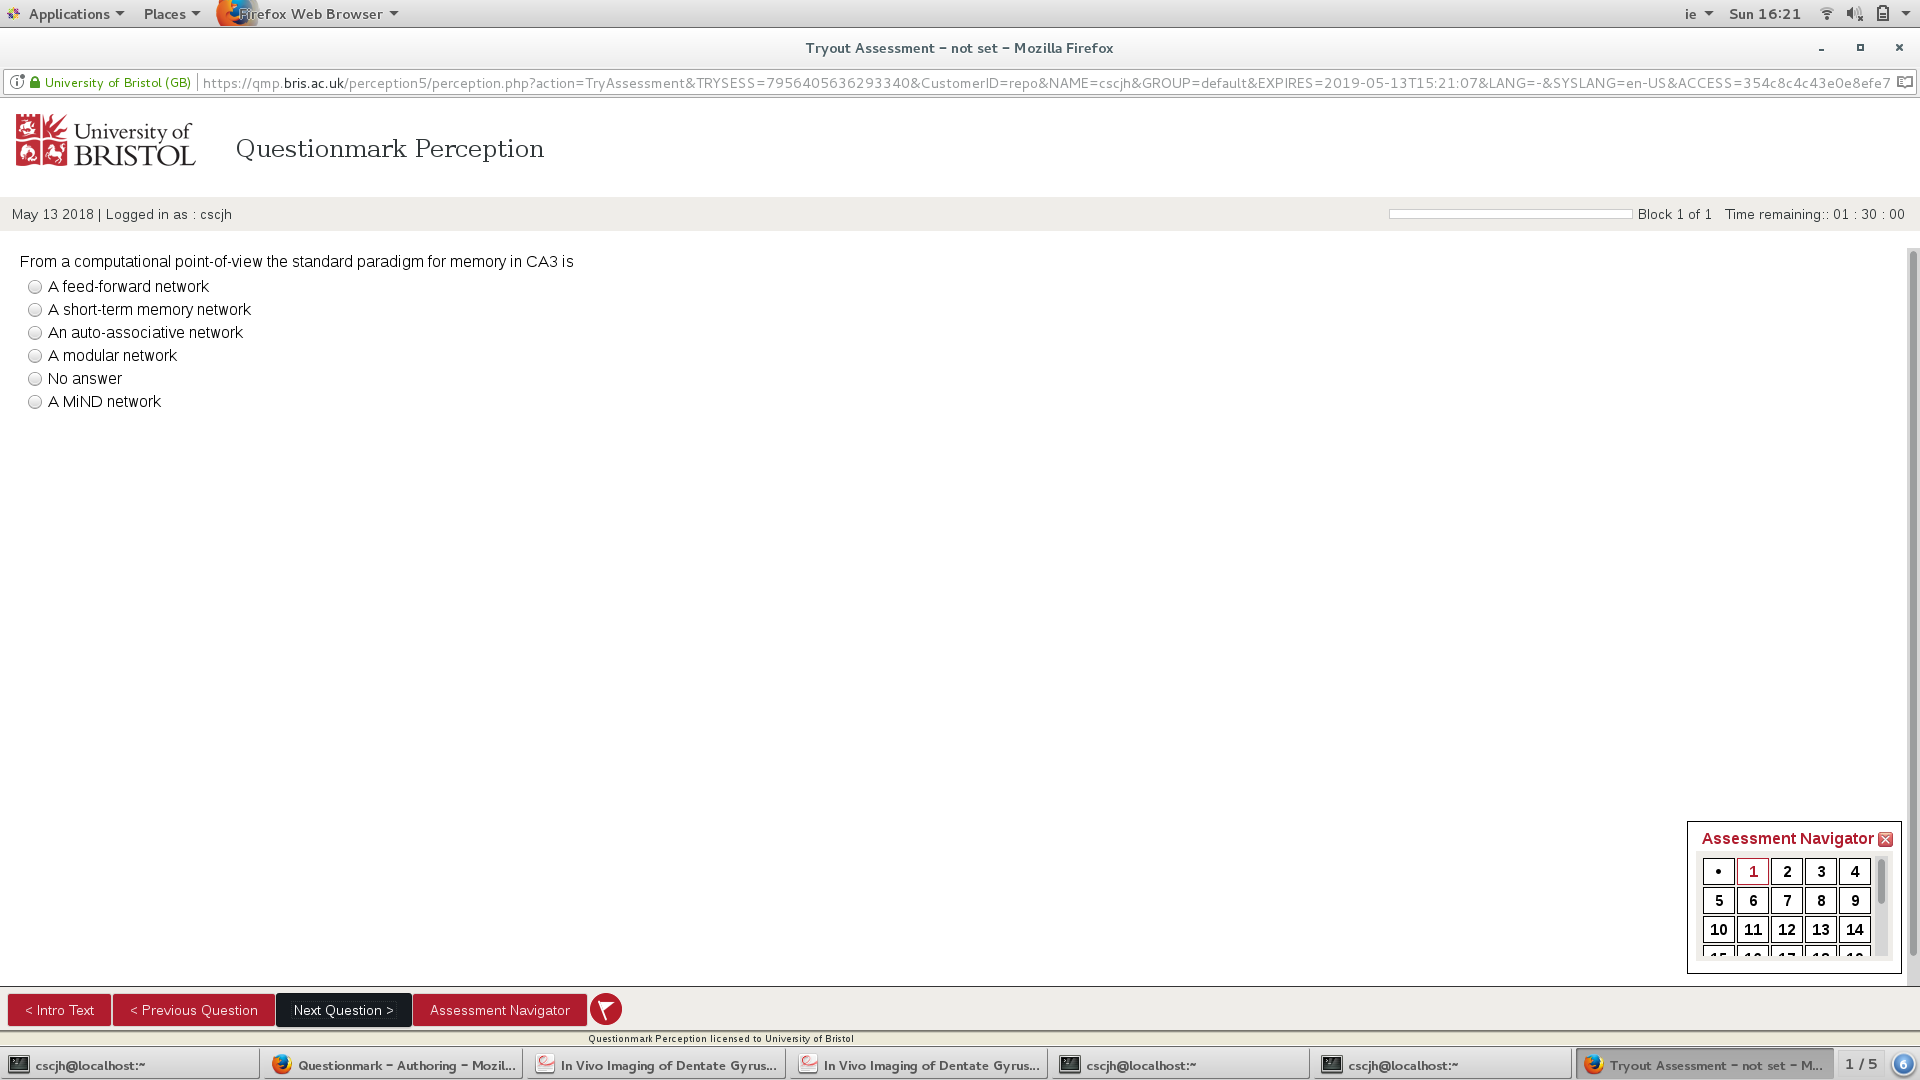 Applications Places Firefox Web Browser ie Sun 16:21
Tryout Assessment – not set – Mozilla Firefox
University of Bristol (GB) https://qmp.bris.ac.uk/perception5/perception.php?action=TryAssessment&TRYSESS=7956405636293340&CustomerID=repo&NAME=cscjh&GROUP=default&EXPIRES=2019-05-13T15:21:07&LANG=-&SYSLANG=en-US&ACCESS=354c8c4c43e0e8efe7
University of
BRISTOL
Questionmark Perception
May 13 2018 | Logged in as : cscjh Block 1 of 1 Time remaining:: 01 : 30 : 00
From a computational point-of-view the standard paradigm for memory in CA3 is
A feed-forward network
A short-term memory network
An auto-associative network
A modular network
No answer
A MiND network
Assessment Navigator
• 1 2 3 4
5 6 7 8 9
10 11 12 13 14
< Intro Text < Previous Question Next Question > Assessment Navigator
Questionmark Perception licensed to University of Bristol
cscjh@localhost:~ Questionmark – Authoring – Mozil... In Vivo Imaging of Dentate Gyrus... In Vivo Imaging of Dentate Gyrus... cscjh@localhost:~ cscjh@localhost:~ Tryout Assessment – not set – M... 1 / 5 6